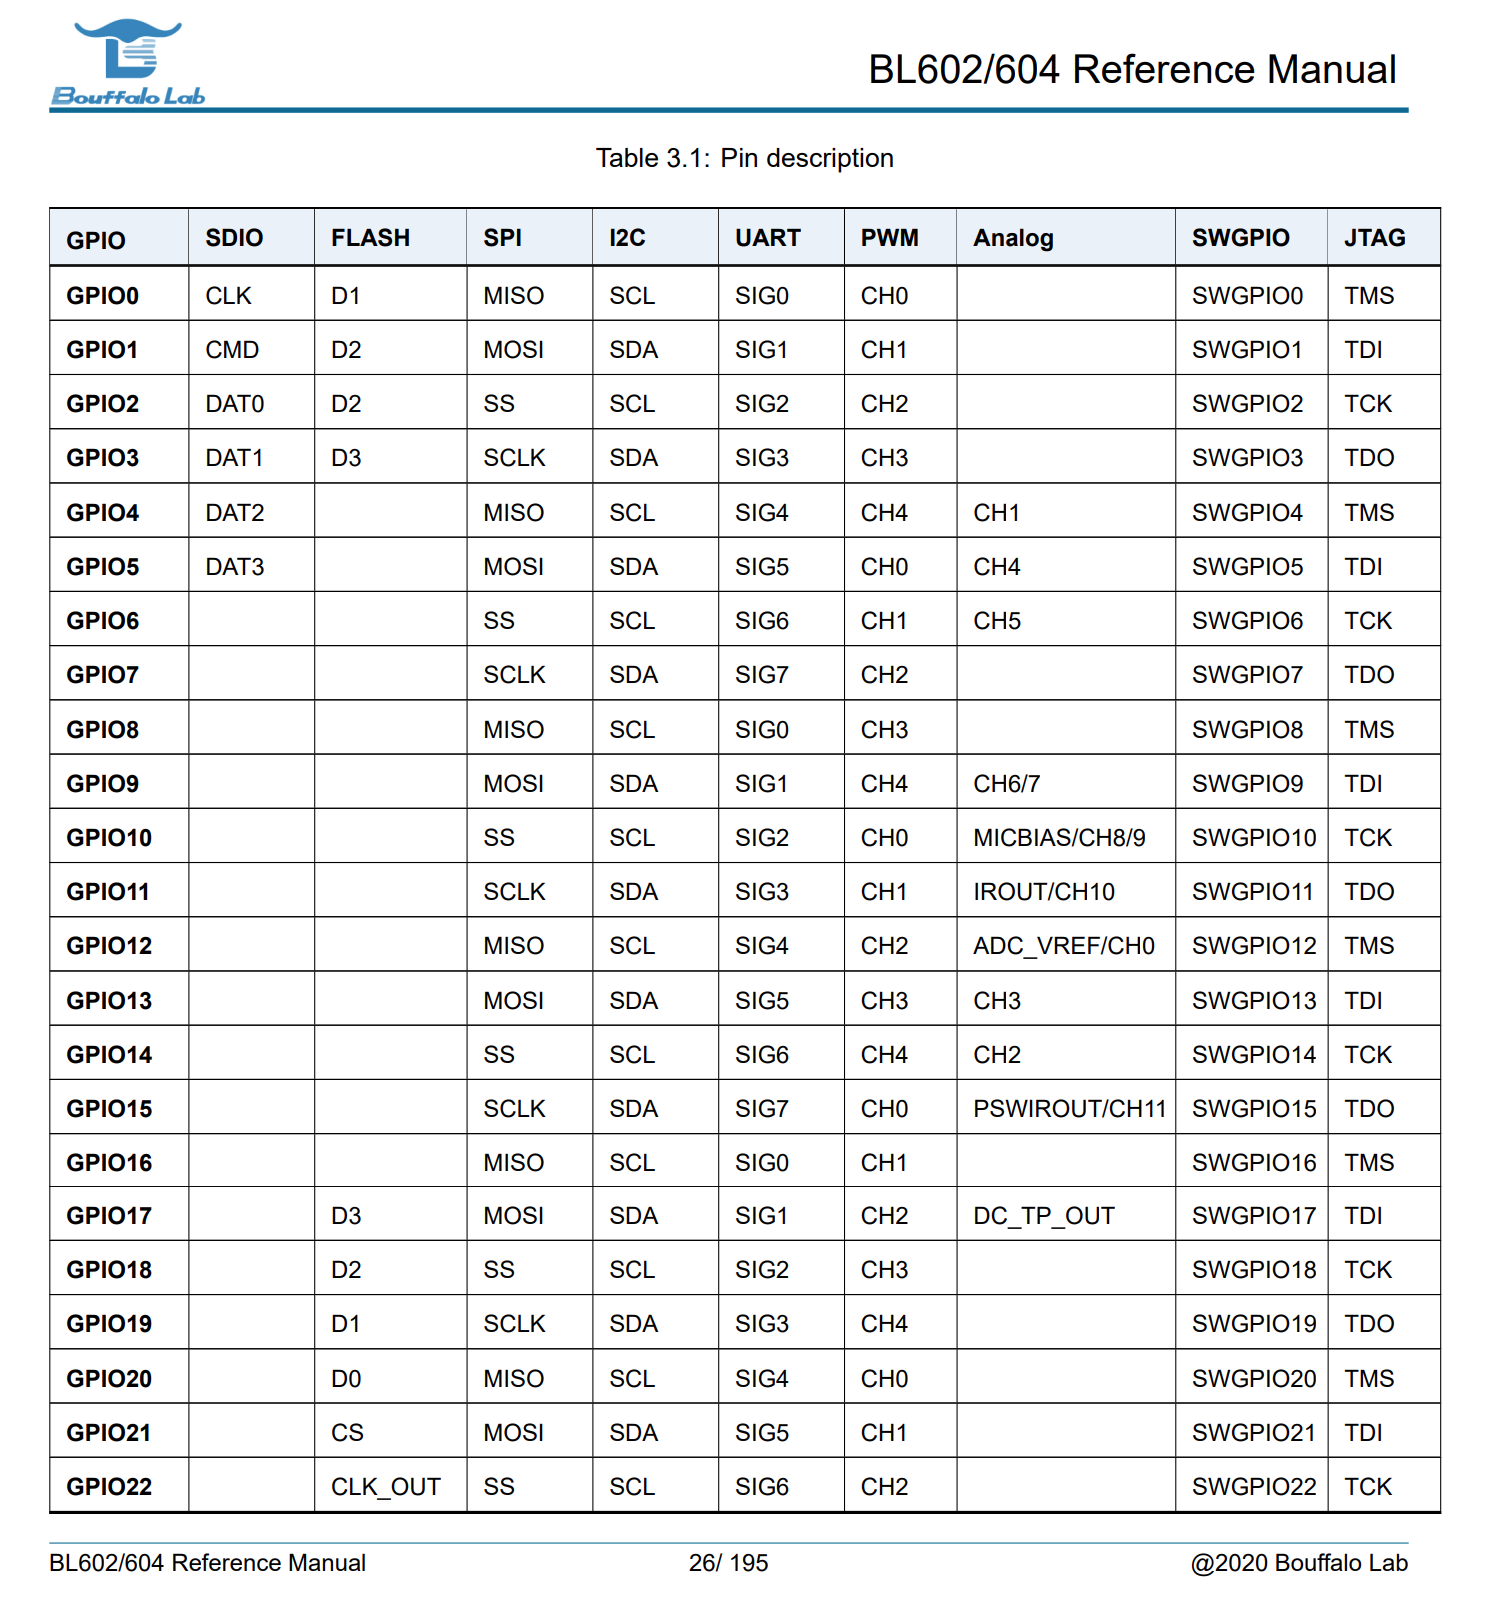 Bouffalo Lab
BL602/604 Reference Manual
Table 3.1: Pin description
GPIO SDIO FLASH SPI I2C UART PWM Analog SWGPIO JTAG
GPIO0 CLK D1 MISO SCL SIG0 CH0 SWGPIO0 TMS
GPIO1 CMD D2 MOSI SDA SIG1 CH1 SWGPIO1 TDI
GPIO2 DAT0 D2 SS SCL SIG2 CH2 SWGPIO2 TCK
GPIO3 DAT1 D3 SCLK SDA SIG3 CH3 SWGPIO3 TDO
GPIO4 DAT2 MISO SCL SIG4 CH4 CH1 SWGPIO4 TMS
GPIO5 DAT3 MOSI SDA SIG5 CH0 CH4 SWGPIO5 TDI
GPIO6 SS SCL SIG6 CH1 CH5 SWGPIO6 TCK
GPIO7 SCLK SDA SIG7 CH2 SWGPIO7 TDO
GPIO8 MISO SCL SIG0 CH3 SWGPIO8 TMS
GPIO9 MOSI SDA SIG1 CH4 CH6/7 SWGPIO9 TDI
GPIO10 SS SCL SIG2 CH0 MICBIAS/CH8/9 SWGPIO10 TCK
GPIO11 SCLK SDA SIG3 CH1 IROUT/CH10 SWGPIO11 TDO
GPIO12 MISO SCL SIG4 CH2 ADC_VREF/CH0 SWGPIO12 TMS
GPIO13 MOSI SDA SIG5 CH3 CH3 SWGPIO13 TDI
GPIO14 SS SCL SIG6 CH4 CH2 SWGPIO14 TCK
GPIO15 SCLK SDA SIG7 CH0 PSWIROUT/CH11 SWGPIO15 TDO
GPIO16 MISO SCL SIG0 CH1 SWGPIO16 TMS
GPIO17 D3 MOSI SDA SIG1 CH2 DC_TP_OUT SWGPIO17 TDI
GPIO18 D2 SS SCL SIG2 CH3 SWGPIO18 TCK
GPIO19 D1 SCLK SDA SIG3 CH4 SWGPIO19 TDO
GPIO20 D0 MISO SCL SIG4 CH0 SWGPIO20 TMS
GPIO21 CS MOSI SDA SIG5 CH1 SWGPIO21 TDI
GPIO22 CLK_OUT SS SCL SIG6 CH2 SWGPIO22 TCK
BL602/604 Reference Manual 26/ 195 @2020 Bouffalo Lab